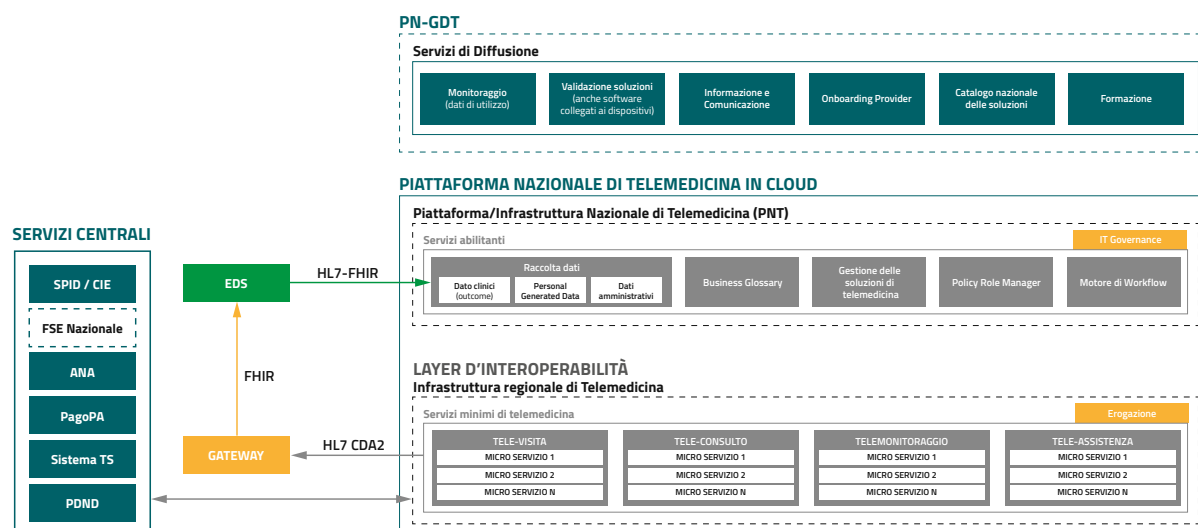 PN-GDT
Servizi di Diffusione
Monitoraggio
(dati di utilizzo)
Validazione soluzioni
(anche software
collegati ai dispositivi)
Informazione e
Comunicazione
Onboarding Provider
Catalogo nazionale
delle soluzioni
Formazione
PIATTAFORMA NAZIONALE DI TELEMEDICINA IN CLOUD
Piattaforma/Infrastruttura Nazionale di Telemedicina (PNT)
Servizi abilitanti
IT Governance
Raccolta dati
Dato clinici
(outcome)
Personal
Generated Data
Dati
amministrativi
Business Glossary
Gestione delle
soluzioni di
telemedicina
Policy Role Manager
Motore di Workflow
SERVIZI CENTRALI
SPID / CIE
FSE Nazionale
ANA
PagoPA
Sistema TS
PDND
EDS
HL7-FHIR
FHIR
GATEWAY
HL7 CDA2
LAYER D’INTEROPERABILITÀ
Infrastruttura regionale di Telemedicina
Servizi minimi di telemedicina
Erogazione
TELE-VISITA
MICRO SERVIZIO 1
MICRO SERVIZIO 2
MICRO SERVIZIO N
TELE-CONSULTO
MICRO SERVIZIO 1
MICRO SERVIZIO 2
MICRO SERVIZIO N
TELEMONITORAGGIO
MICRO SERVIZIO 1
MICRO SERVIZIO 2
MICRO SERVIZIO N
TELE-ASSISTENZA
MICRO SERVIZIO 1
MICRO SERVIZIO 2
MICRO SERVIZIO N